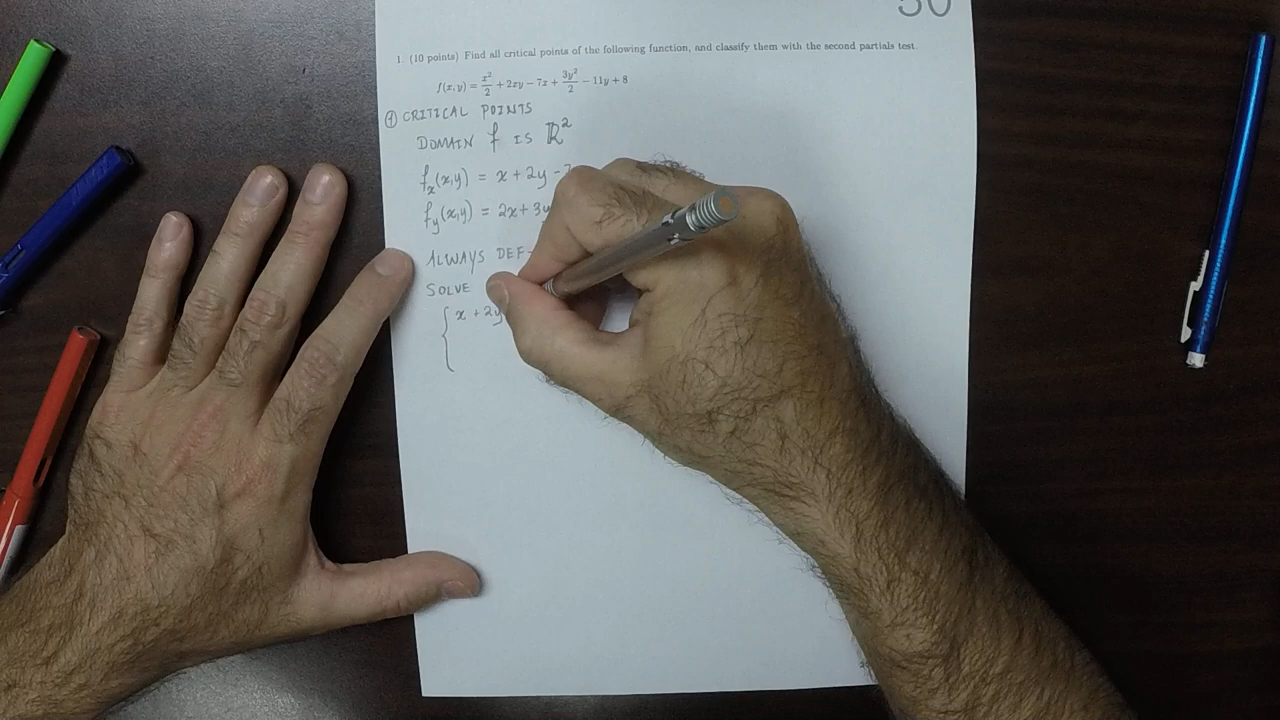 50
1. (10 points) Find all critical points of the following function, and classify them with the second partials test.
f(x, y) = x²/2 + 2xy − 7x + 3y²/2 − 11y + 8
① CRITICAL POINTS
DOMAIN f IS ℝ²
fx(x,y) = x + 2y -
fy(x,y) = 2x + 3y
ALWAYS DEF
SOLVE
{ x + 2y